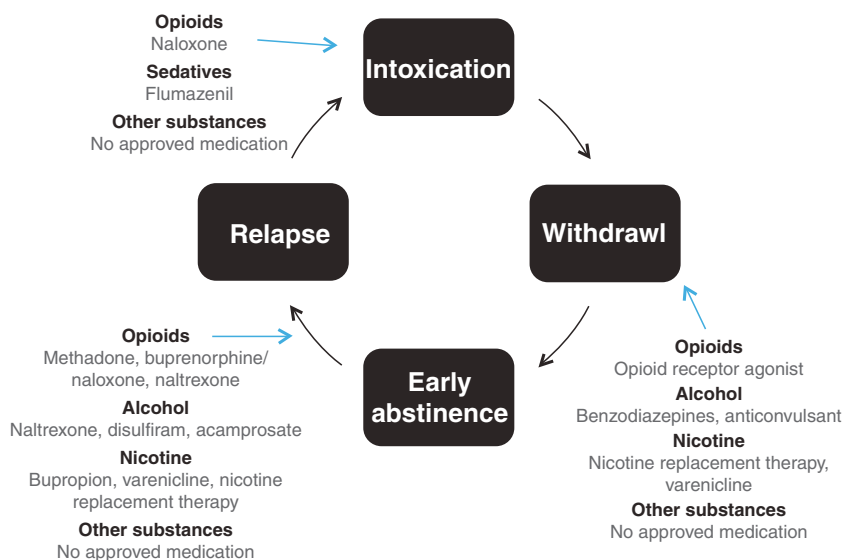 Opioids
Naloxone
Sedatives
Flumazenil
Other substances
No approved medication
Intoxication
Relapse
Withdrawl
Early
abstinence
Opioids
Methadone, buprenorphine/
naloxone, naltrexone
Alcohol
Naltrexone, disulfiram, acamprosate
Nicotine
Bupropion, varenicline, nicotine
replacement therapy
Other substances
No approved medication
Opioids
Opioid receptor agonist
Alcohol
Benzodiazepines, anticonvulsant
Nicotine
Nicotine replacement therapy,
varenicline
Other substances
No approved medication